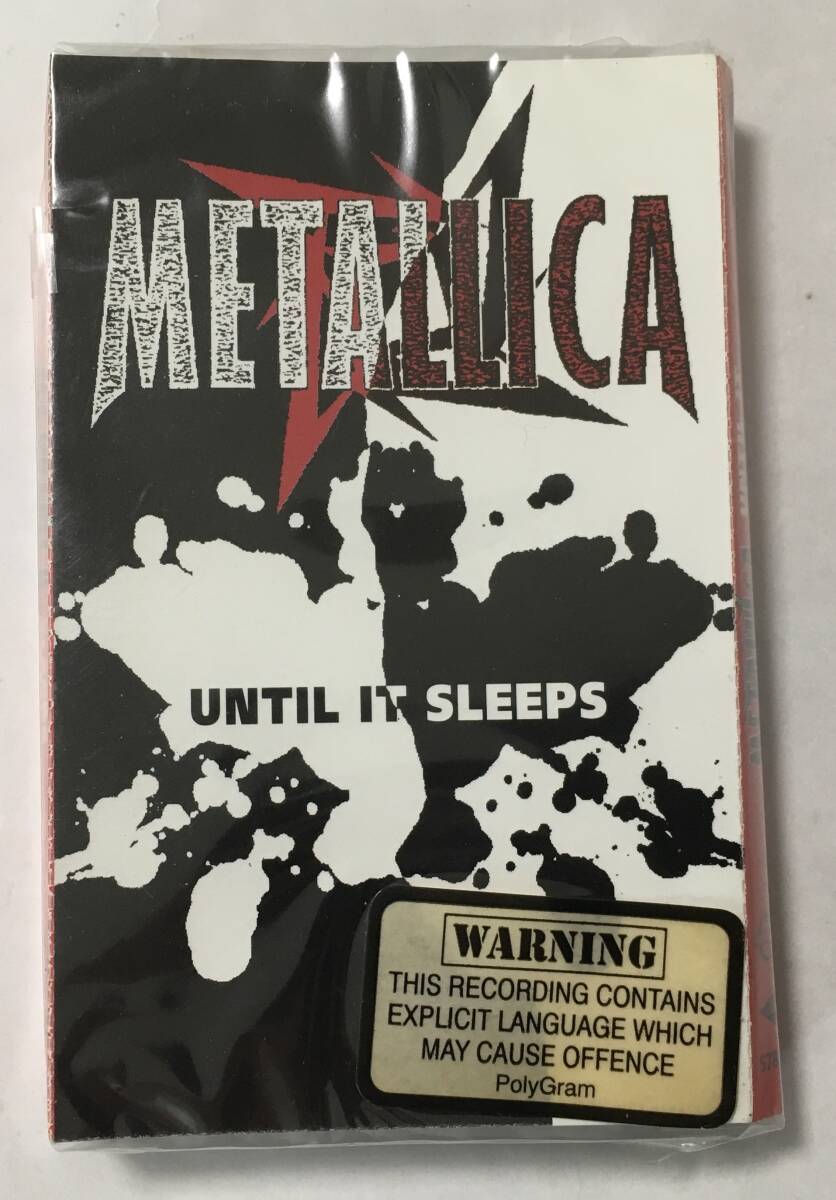 METALLICA
UNTIL IT SLEEPS
WARNING
THIS RECORDING CONTAINS
EXPLICIT LANGUAGE WHICH
MAY CAUSE OFFENCE
PolyGram